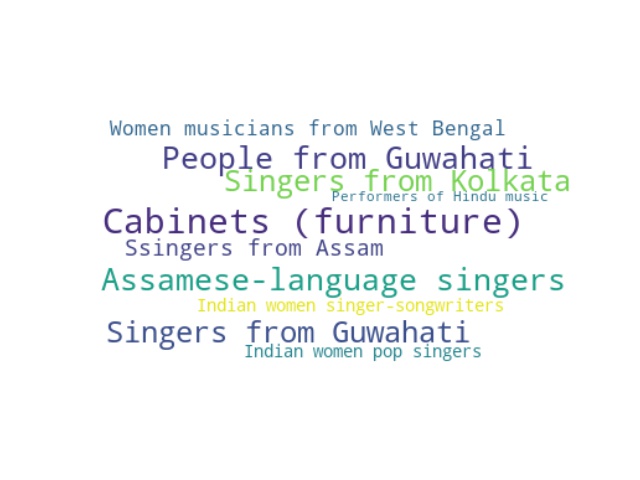 Women musicians from West Bengal
People from Guwahati
Singers from Kolkata
Performers of Hindu music
Cabinets (furniture)
Ssingers from Assam
Assamese-language singers
Indian women singer-songwriters
Singers from Guwahati
Indian women pop singers